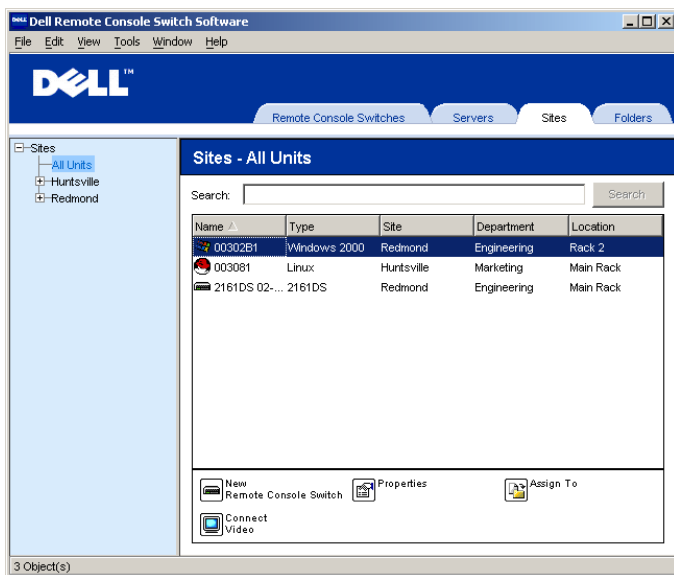 Dell Remote Console Switch Software
File Edit View Tools Window Help
DELL™
Remote Console Switches Servers Sites Folders
Sites
All Units
Huntsville
Redmond
Sites - All Units
Search: Search
Name Type Site Department Location
00302B1 Windows 2000 Redmond Engineering Rack 2
003081 Linux Huntsville Marketing Main Rack
2161DS 02-... 2161DS Redmond Engineering Main Rack
New
Remote Console Switch
Properties
Assign To
Connect
Video
3 Object(s)